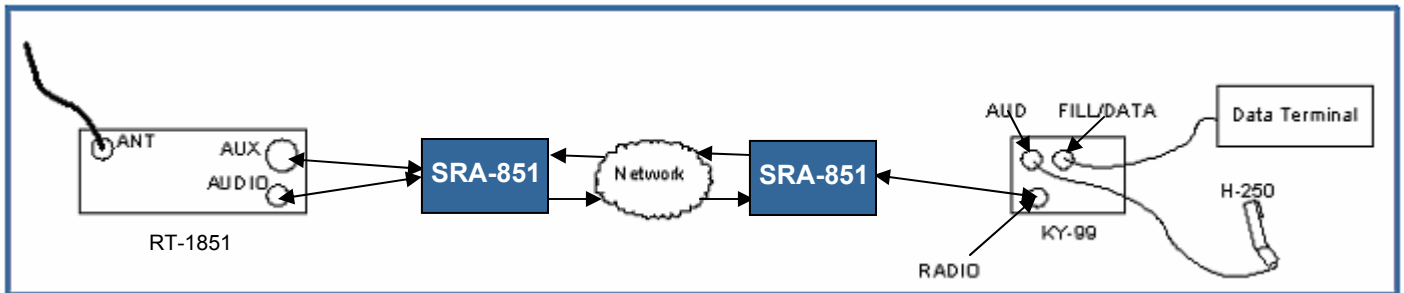 ANT
AUX
AUDIO
RT-1851
SRA-851
Network
SRA-851
AUD
FILL/DATA
KY-99
RADIO
Data Terminal
H-250